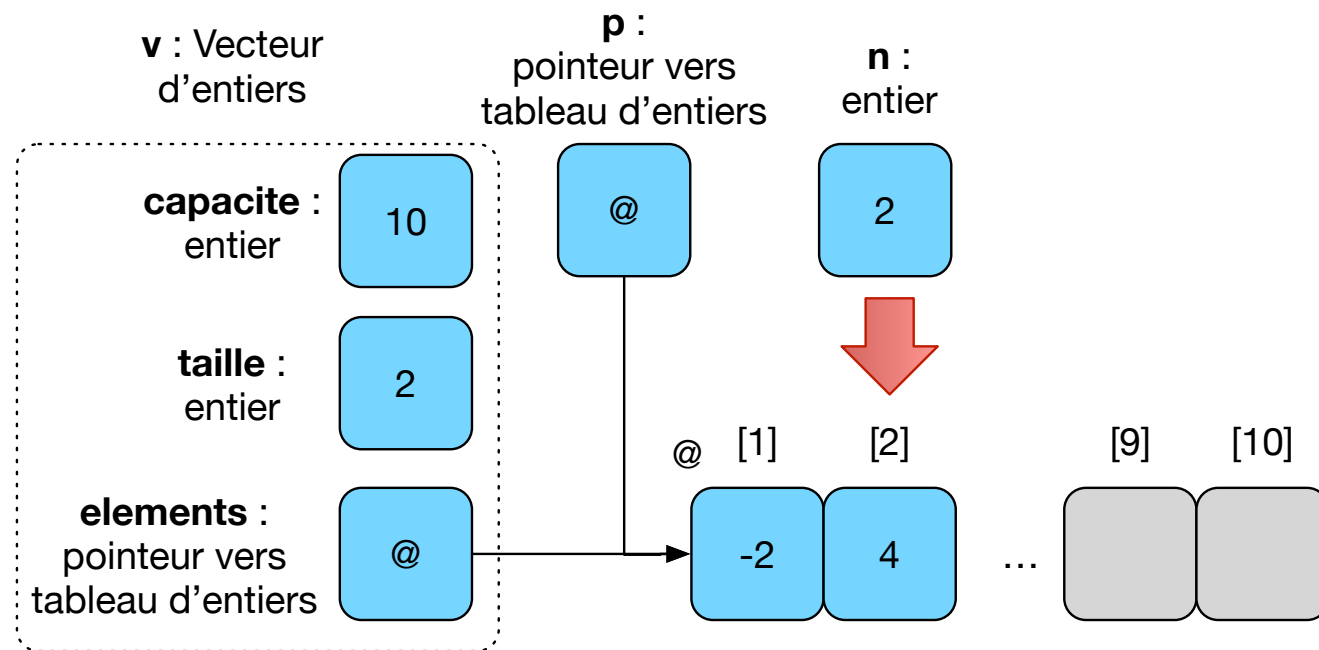 v : Vecteur
d'entiers
p :
pointeur vers
tableau d'entiers
n :
entier
capacite :
entier
10
@
2
taille :
entier
2
@
[1]
[2]
[9]
[10]
elements :
pointeur vers
tableau d'entiers
@
-2
4
...